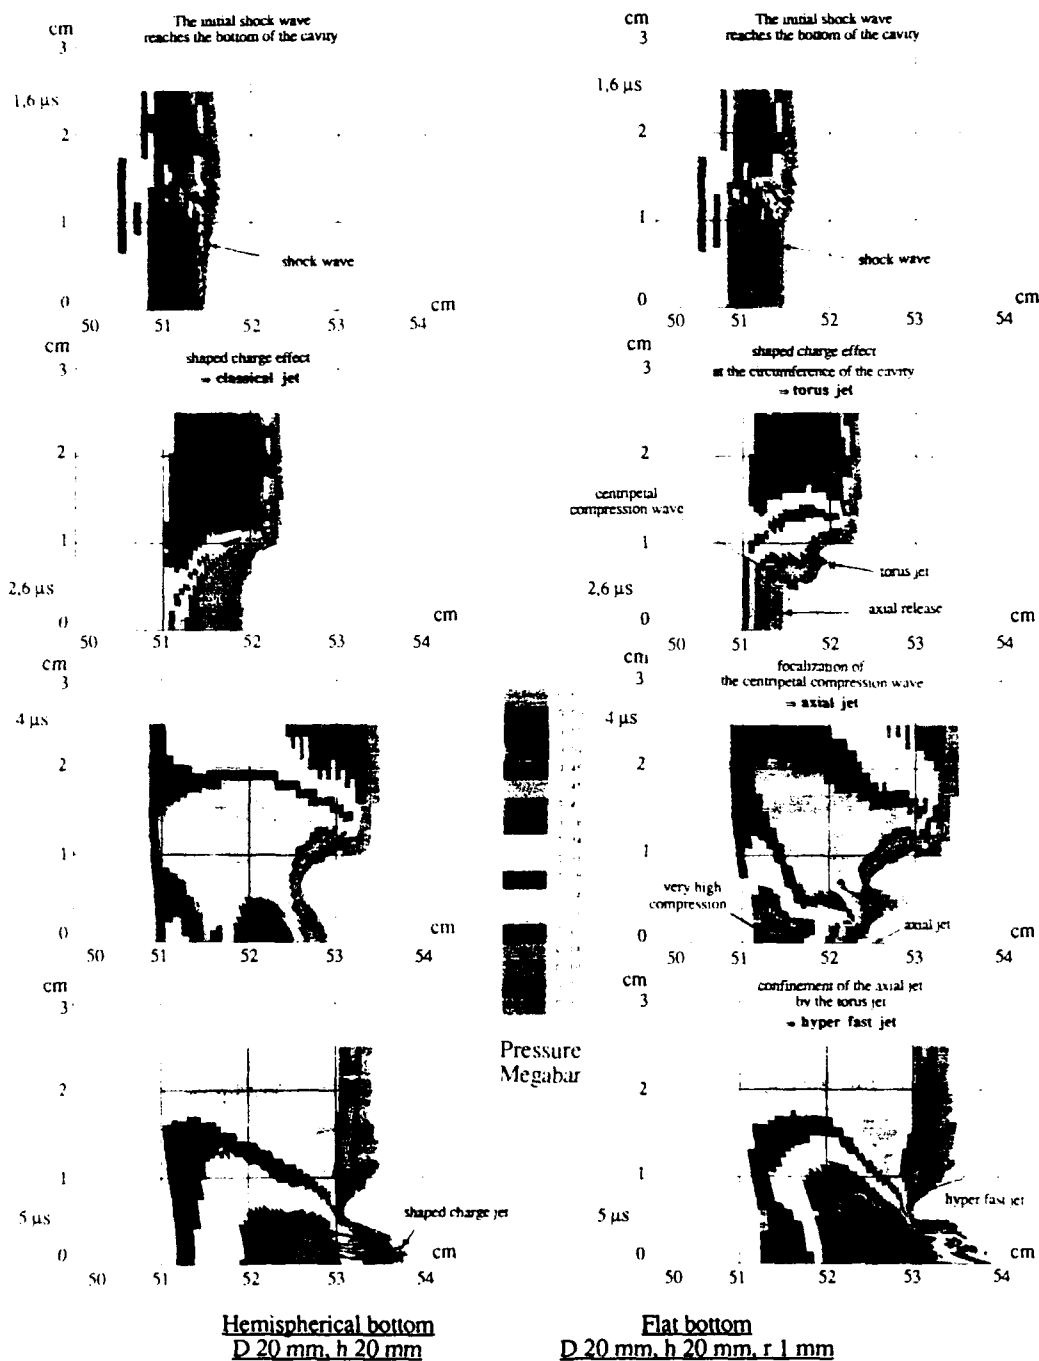 The initial shock wave
reaches the bottom of the cavity
cm
3
1,6 µs
2
1
shock wave
0
cm
50 51 52 53 54
cm
3
shaped charge effect
⇒ classical jet
2
1
2,6 µs
0
cm
50 51 52 53 54
cm
3
4 µs
2
1
0
cm
50 51 52 53 54
cm
3
2
1
5 µs
shaped charge jet
0
cm
50 51 52 53 54
Hemispherical bottom
D 20 mm, h 20 mm
Pressure
Megabar
The initial shock wave
reaches the bottom of the cavity
cm
3
1,6 µs
2
1
shock wave
0
cm
50 51 52 53 54
cm
3
shaped charge effect
at the circumference of the cavity
⇒ torus jet
2
centripetal
compression wave
1
torus jet
2,6 µs
axial release
0
cm
50 51 52 53 54
cm
3
focalization of
the centripetal compression wave
⇒ axial jet
4 µs
2
1
very high
compression
axial jet
0
cm
50 51 52 53 54
cm
3
confinement of the axial jet
by the torus jet
⇒ hyper fast jet
2
1
hyper fast jet
5 µs
0
cm
50 51 52 53 54
Flat bottom
D 20 mm, h 20 mm, r 1 mm